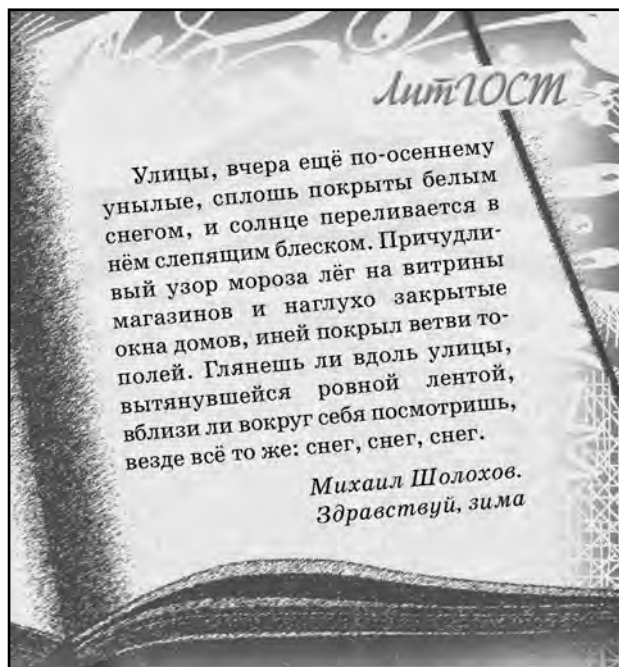 ЛитГОСТ
Улицы, вчера ещё по-осеннему
унылые, сплошь покрыты белым
снегом, и солнце переливается в
нём слепящим блеском. Причудли-
вый узор мороза лёг на витрины
магазинов и наглухо закрытые
окна домов, иней покрыл ветви то-
полей. Глянешь ли вдоль улицы,
вытянувшейся ровной лентой,
вблизи ли вокруг себя посмотришь,
везде всё то же: снег, снег, снег.
Михаил Шолохов.
Здравствуй, зима